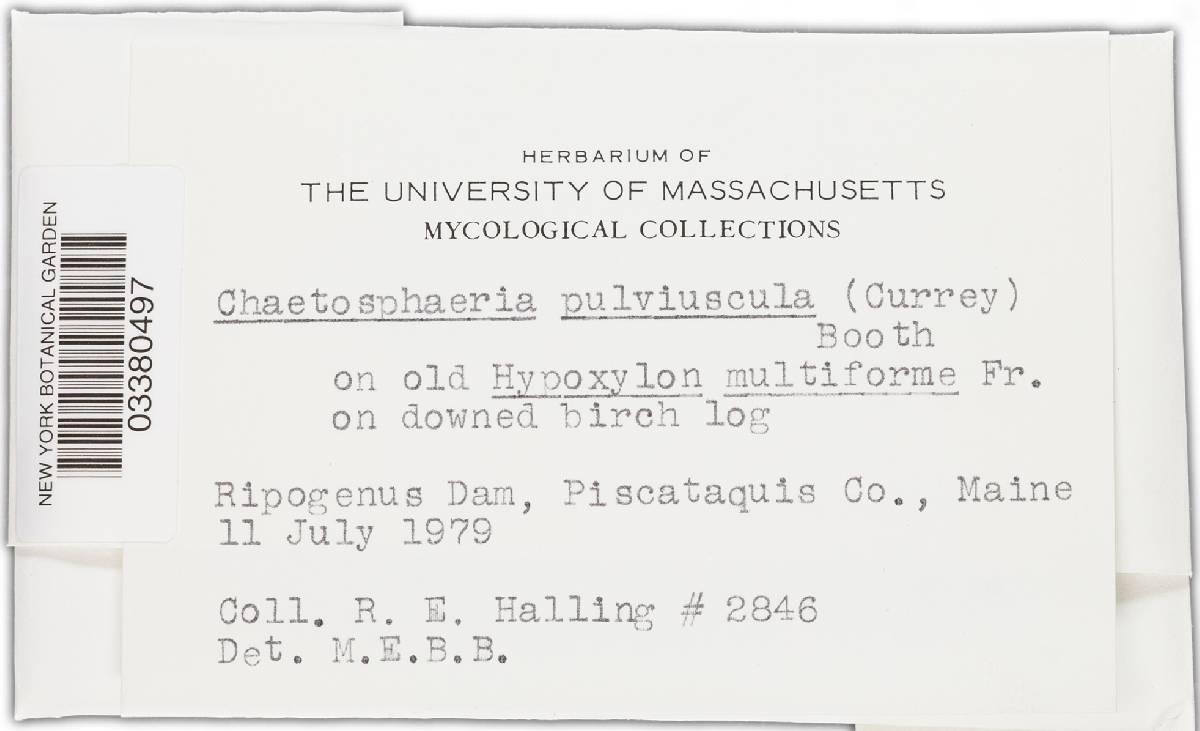 HERBARIUM OF
THE UNIVERSITY OF MASSACHUSETTS
MYCOLOGICAL COLLECTIONS
Chaetosphaeria pulviuscula (Currey)
Booth
on old Hypoxylon multiforme Fr.
on downed birch log
Ripogenus Dam, Piscataquis Co., Maine
11 July 1979
Coll. R. E. Halling # 2846
Det. M.E.B.B.
NEW YORK BOTANICAL GARDEN
03380497